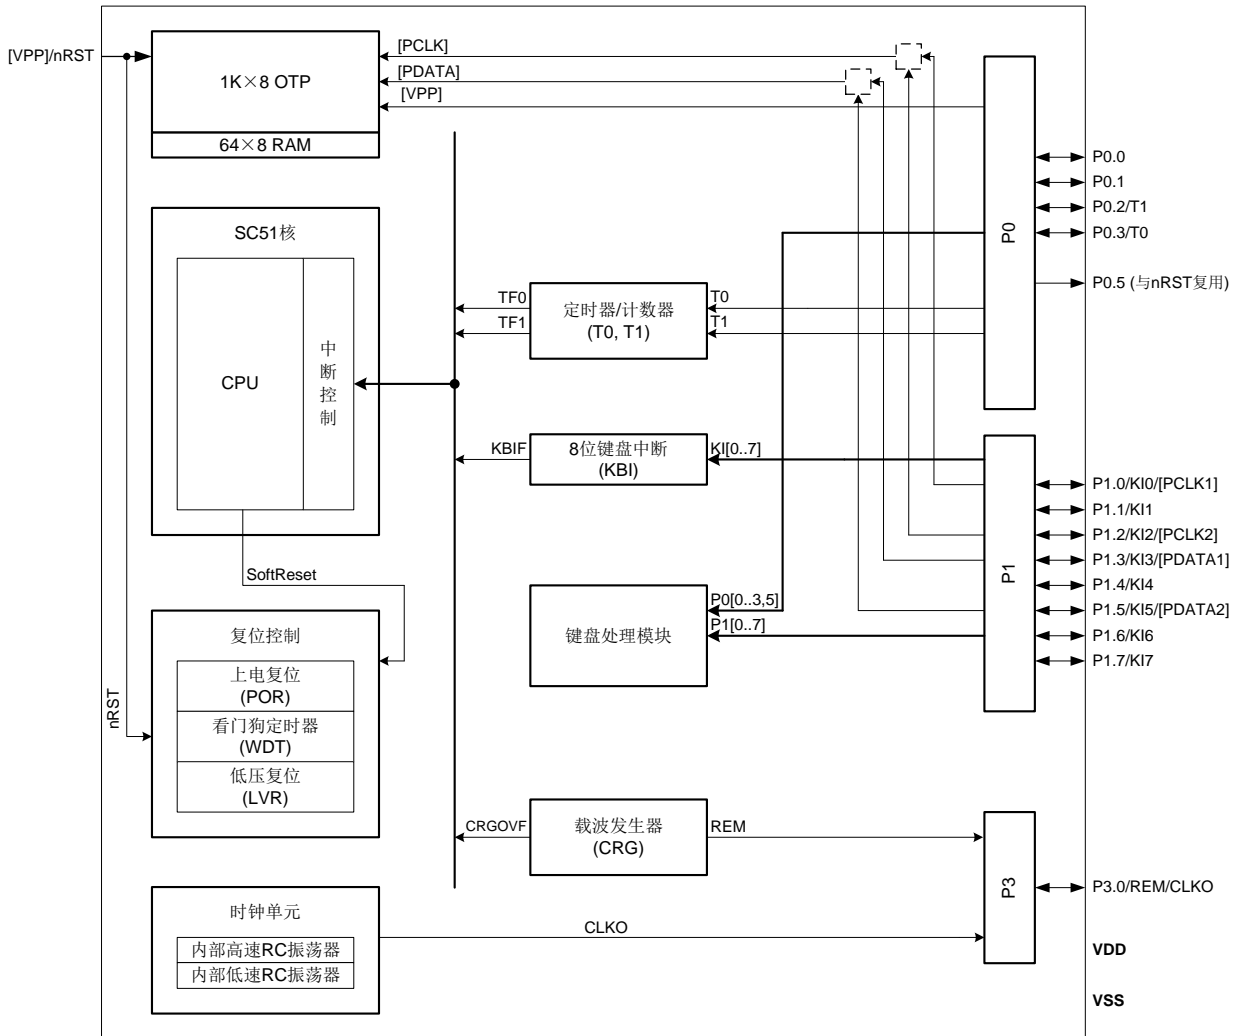 [VPP]/nRST
1K×8 OTP
64×8 RAM
[PCLK]
[PDATA]
[VPP]
P0
P0.0
P0.1
P0.2/T1
P0.3/T0
P0.5 (与nRST复用)
SC51核
CPU
中断控制
TF0
TF1
定时器/计数器
(T0, T1)
T0
T1
KBIF
8位键盘中断
(KBI)
KI[0..7]
P1
P1.0/KI0/[PCLK1]
P1.1/KI1
P1.2/KI2/[PCLK2]
P1.3/KI3/[PDATA1]
P1.4/KI4
P1.5/KI5/[PDATA2]
P1.6/KI6
P1.7/KI7
SoftReset
键盘处理模块
P0[0..3,5]
P1[0..7]
nRST
复位控制
上电复位
(POR)
看门狗定时器
(WDT)
低压复位
(LVR)
CRGOVF
载波发生器
(CRG)
REM
P3
P3.0/REM/CLKO
时钟单元
内部高速RC振荡器
内部低速RC振荡器
CLKO
VDD
VSS